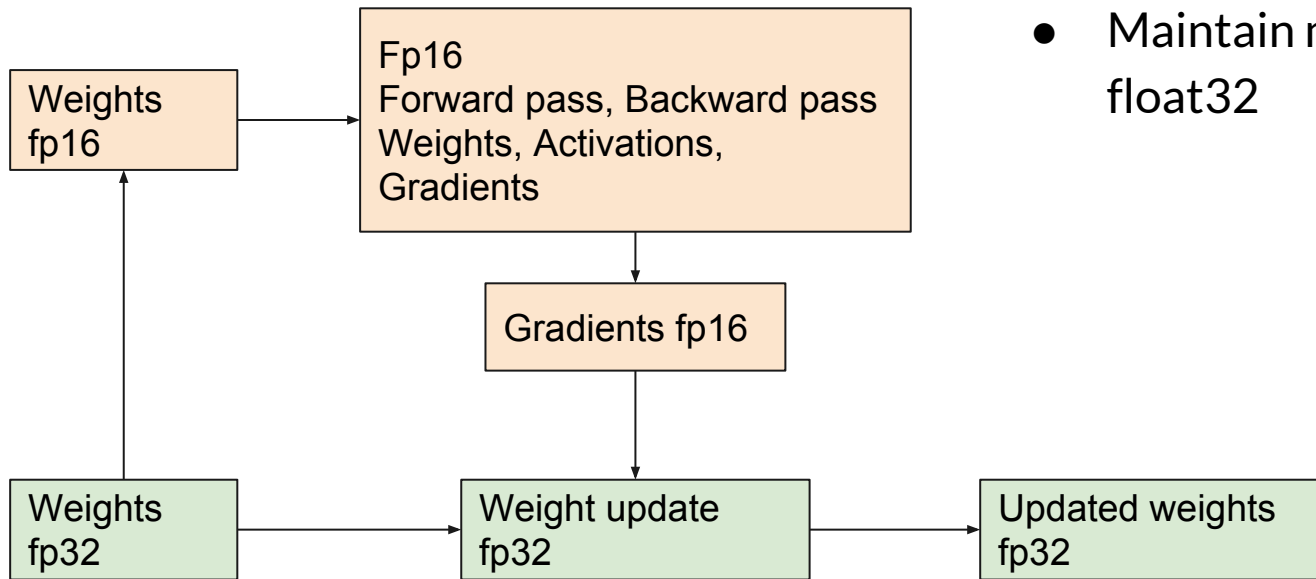 Weights
fp16
Fp16
Forward pass, Backward pass
Weights, Activations,
Gradients
● Maintain
float32
Gradients fp16
Weights
fp32
Weight update
fp32
Updated weights
fp32